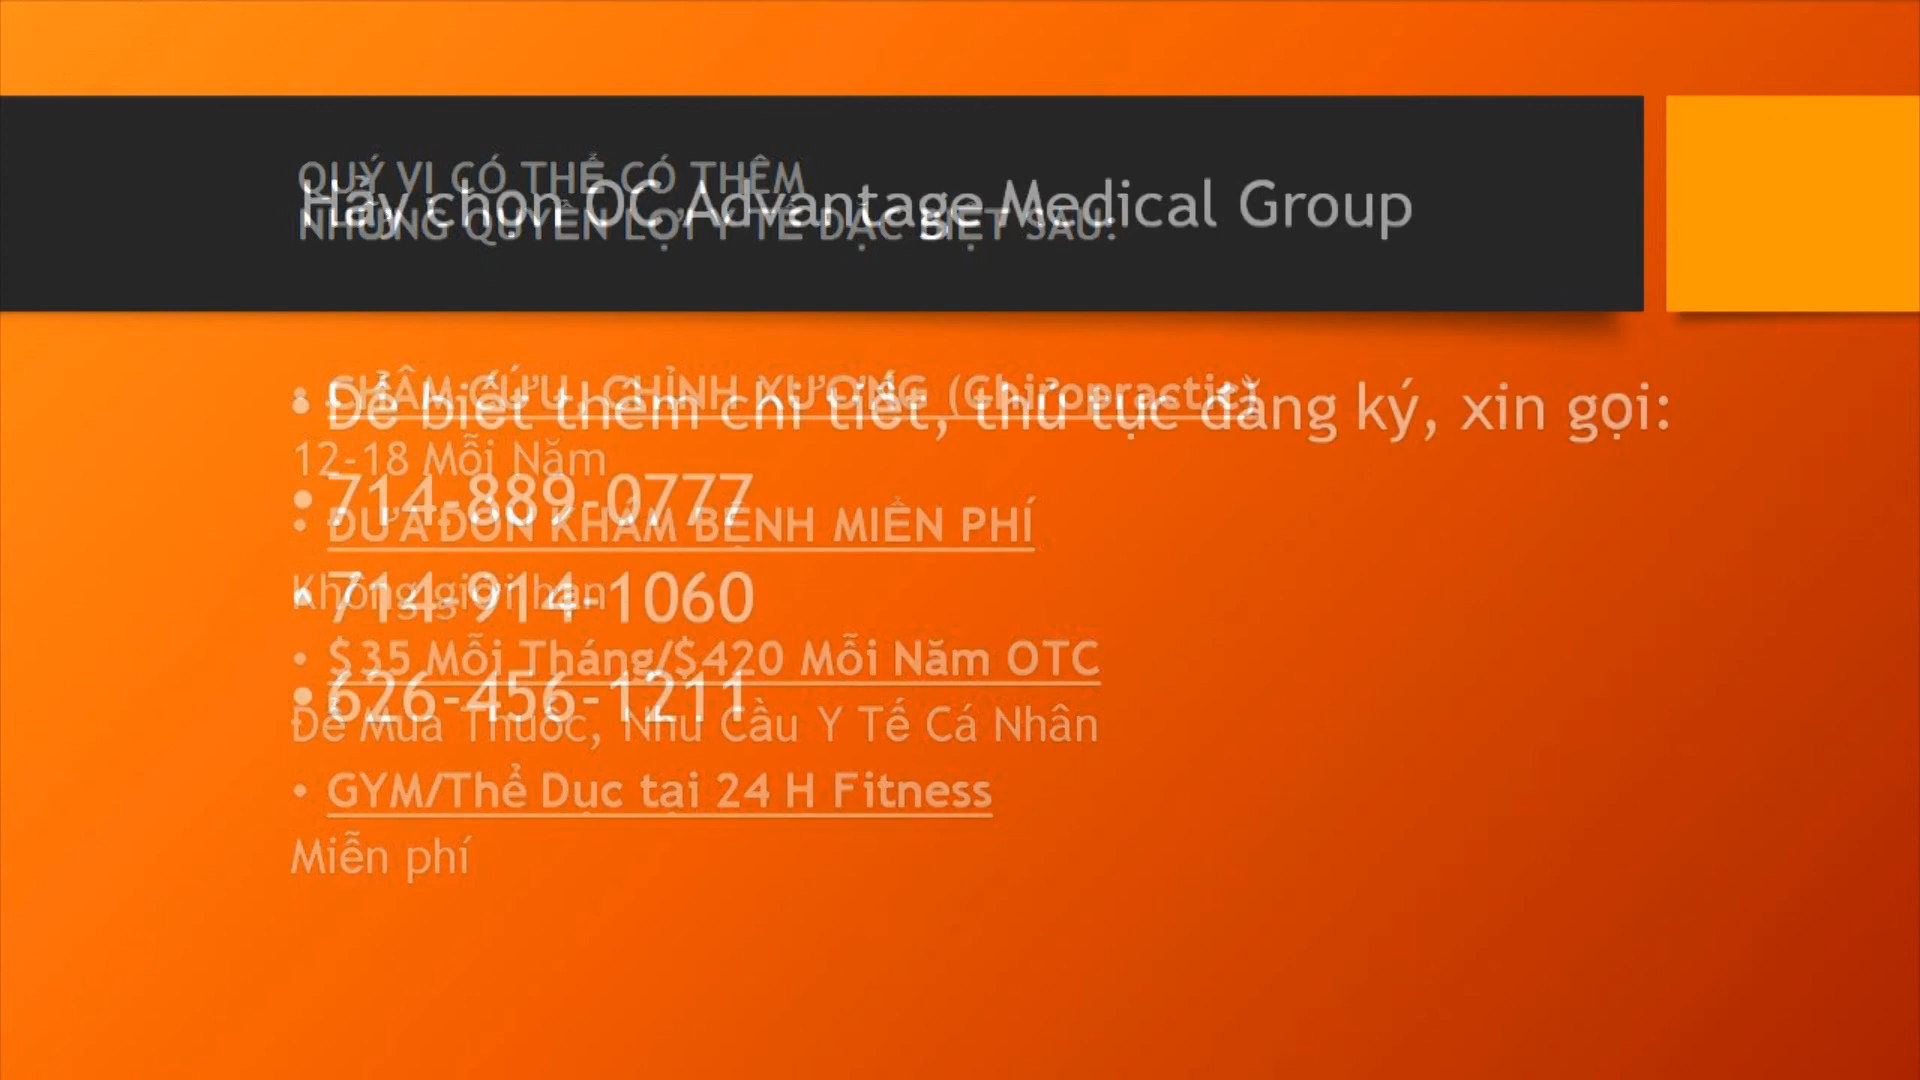 QUÝ VỊ CÓ THỂ CÓ THÊM
NHỮNG QUYỀN LỢI Y TẾ ĐẶC BIỆT SAU:
Hãy chọn OC Advantage Medical Group
• CHÂM CỨU, CHỈNH XƯƠNG (Chiropractic)
12-18 Mỗi Năm
• ĐƯA ĐÓN KHÁM BỆNH MIỄN PHÍ
Không giới hạn
• $35 Mỗi Tháng/$420 Mỗi Năm OTC
Để Mua Thuốc, Nhu Cầu Y Tế Cá Nhân
• GYM/Thể Dục tại 24 H Fitness
Miễn phí
• Để biết thêm chi tiết, thủ tục đăng ký, xin gọi:
• 714-889-0777
• 714-914-1060
• 626-456-1211